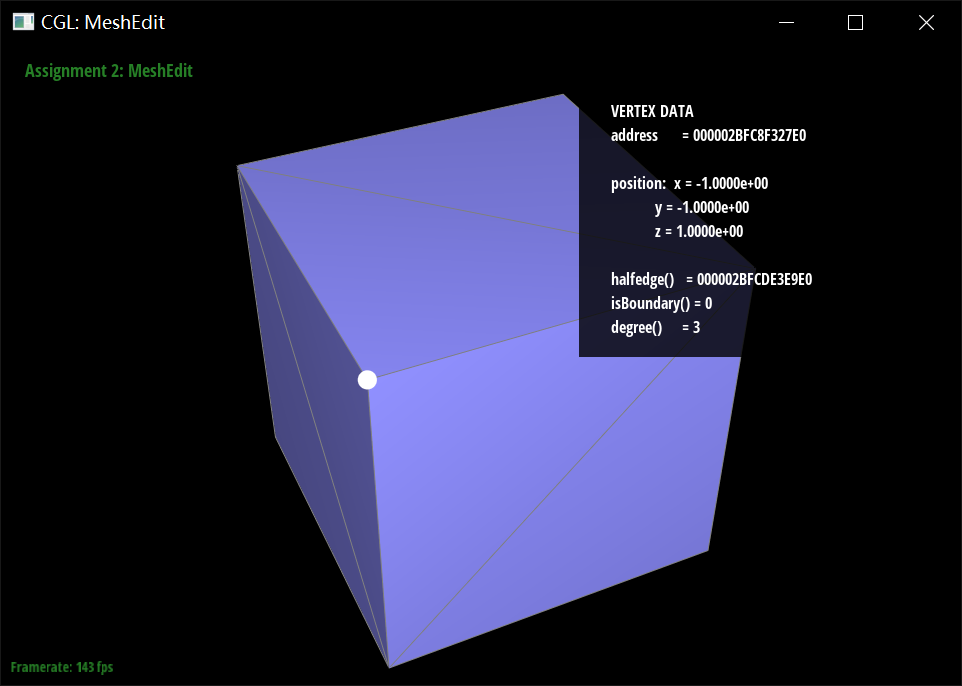 CGL: MeshEdit
Assignment 2: MeshEdit
VERTEX DATA
address = 000002BFC8F327E0
position: x = -1.0000e+00
y = -1.0000e+00
z = 1.0000e+00
halfedge() = 000002BFCDE3E9E0
isBoundary() = 0
degree() = 3
Framerate: 143 fps